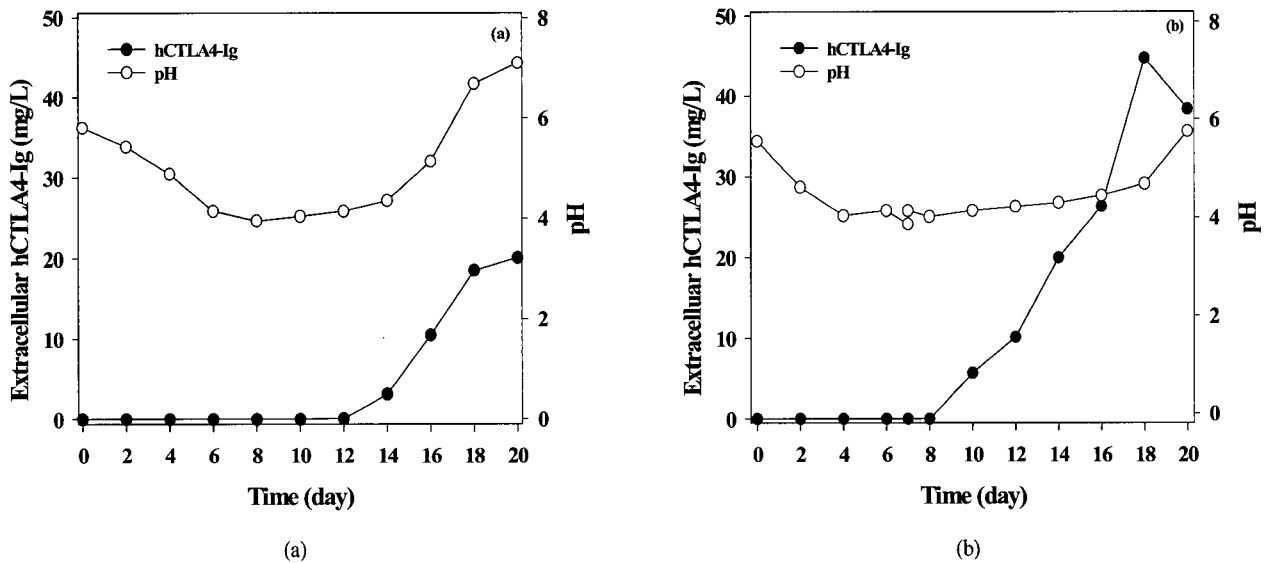 (a)
hCTLA4-Ig
pH
Extracellular hCTLA4-Ig (mg/L)
50
40
30
20
10
0
8
6
4
2
0
pH
0 2 4 6 8 10 12 14 16 18 20
Time (day)
(a)
(b)
hCTLA4-Ig
pH
Extracelluar hCTLA4-Ig (mg/L)
50
40
30
20
10
0
8
6
4
2
0
pH
0 2 4 6 8 10 12 14 16 18 20
Time (day)
(b)